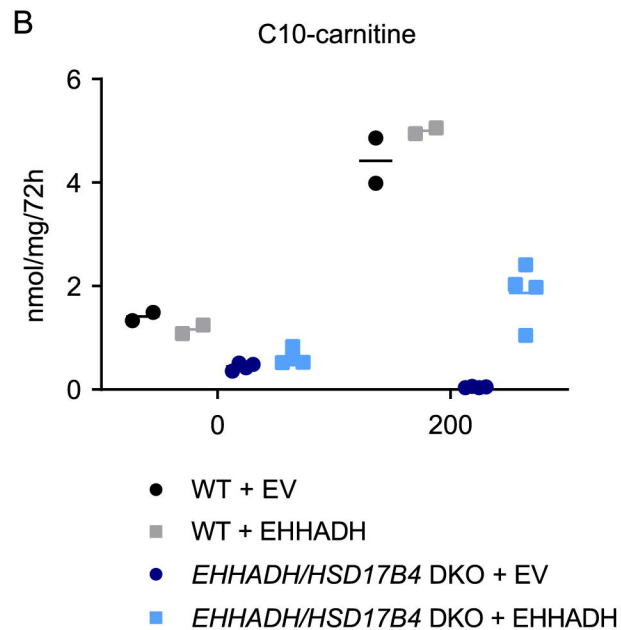 B
C10-carnitine
nmol/mg/72h
6
4
2
0
0 200
WT + EV
WT + EHHADH
EHHADH/HSD17B4 DKO + EV
EHHADH/HSD17B4 DKO + EHHADH